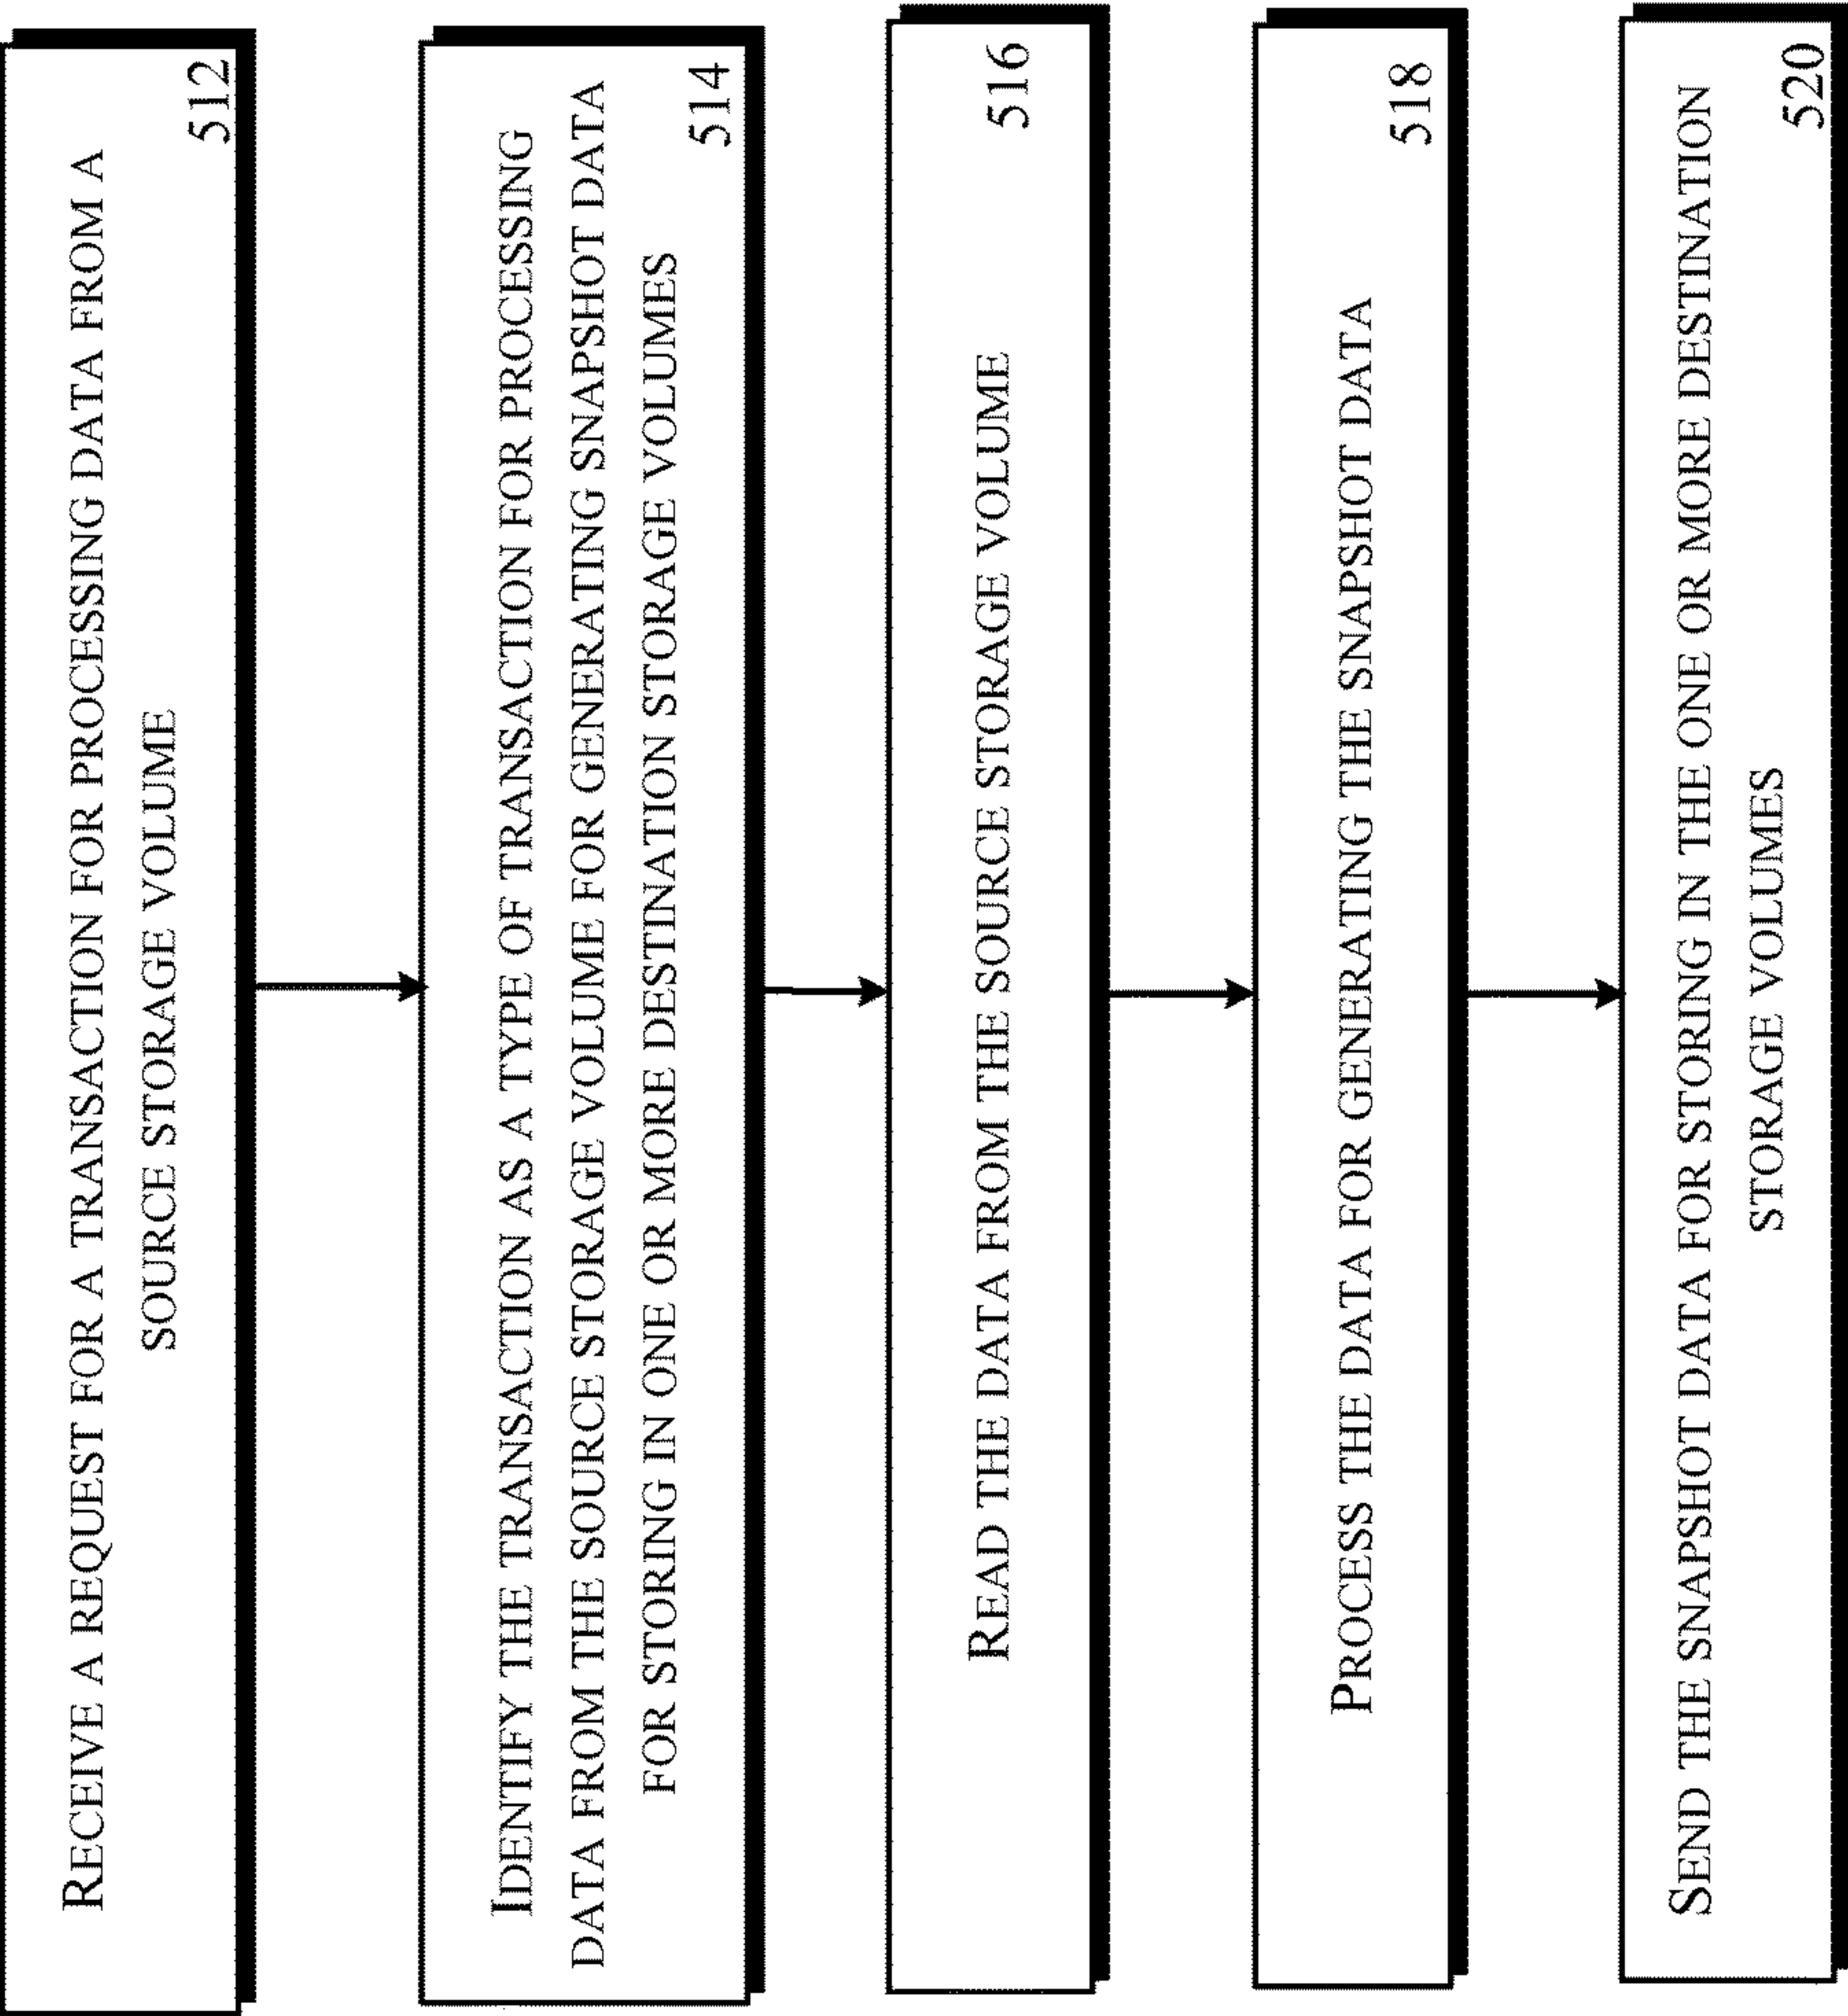 RECEIVE A REQUEST FOR A TRANSACTION FOR PROCESSING DATA FROM A
SOURCE STORAGE VOLUME
512
IDENTIFY THE TRANSACTION AS A TYPE OF TRANSACTION FOR PROCESSING
DATA FROM THE SOURCE STORAGE VOLUME FOR GENERATING SNAPSHOT DATA
FOR STORING IN ONE OR MORE DESTINATION STORAGE VOLUMES
514
READ THE DATA FROM THE SOURCE STORAGE VOLUME
516
PROCESS THE DATA FOR GENERATING THE SNAPSHOT DATA
518
SEND THE SNAPSHOT DATA FOR STORING IN THE ONE OR MORE DESTINATION
STORAGE VOLUMES
520